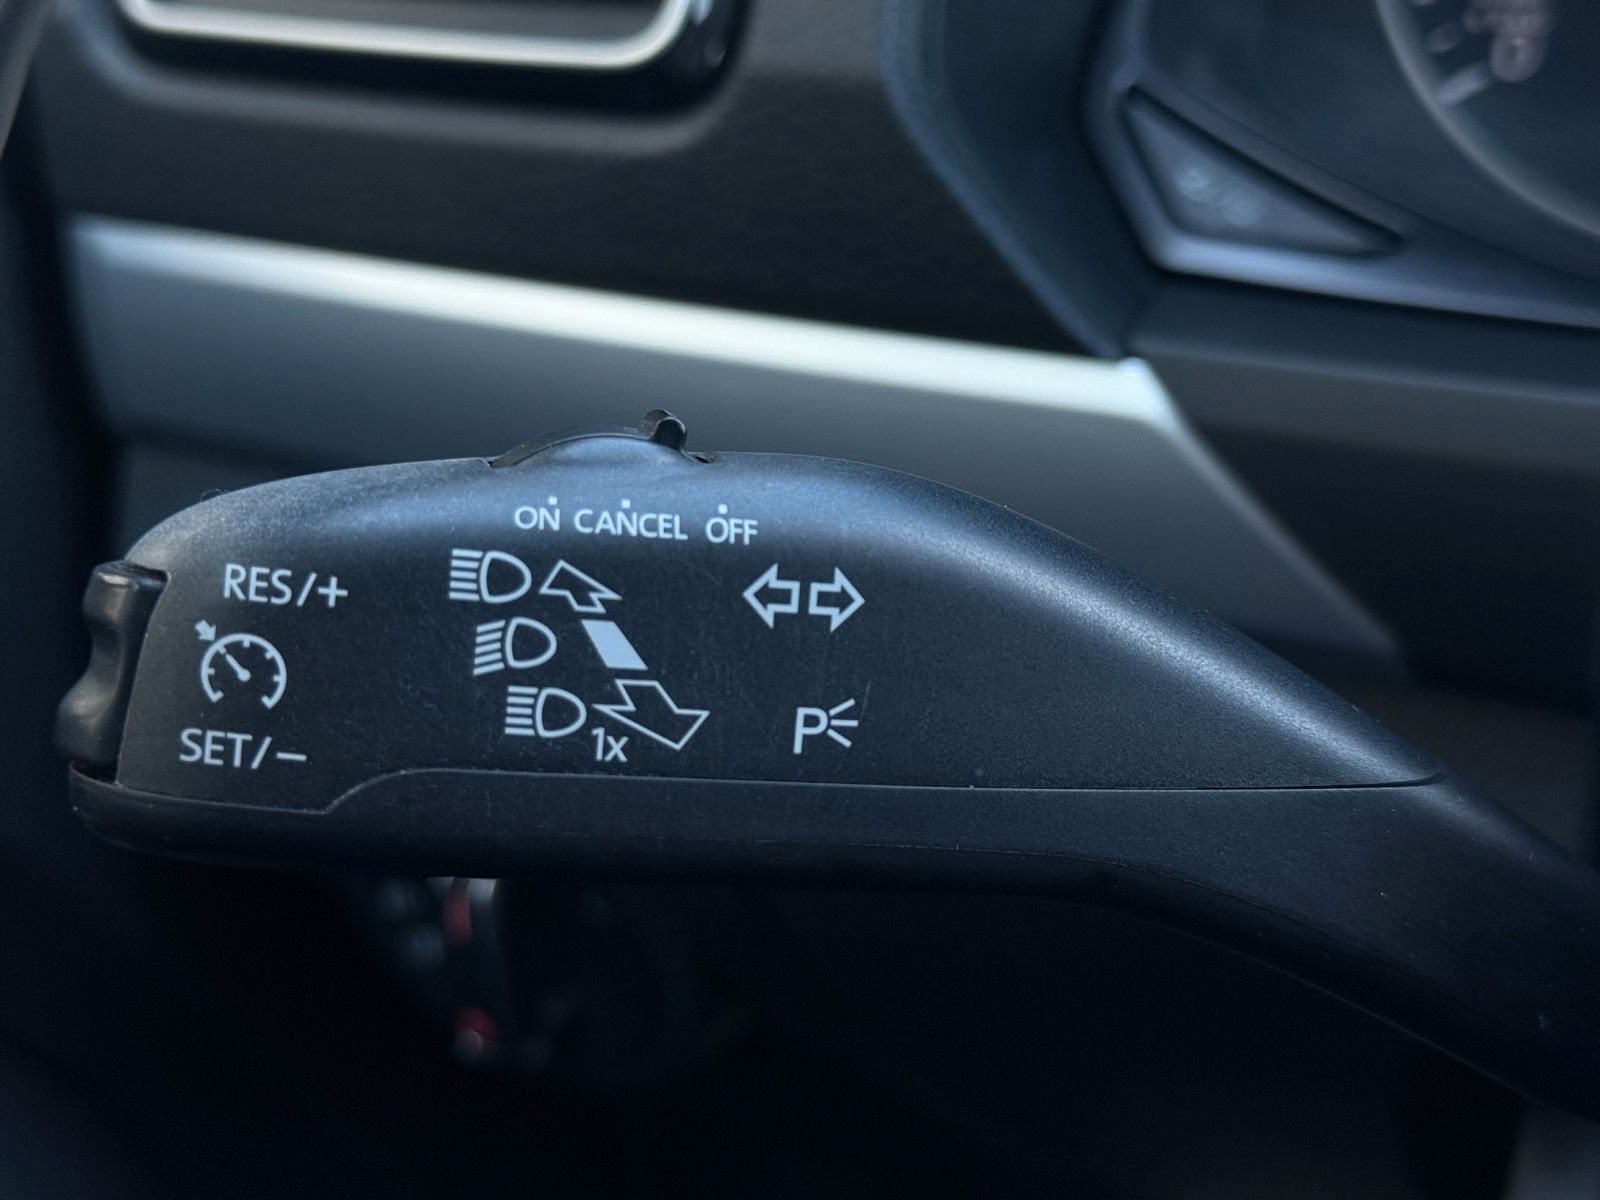 ON CANCEL OFF
RES/+
SET/−
1x
P